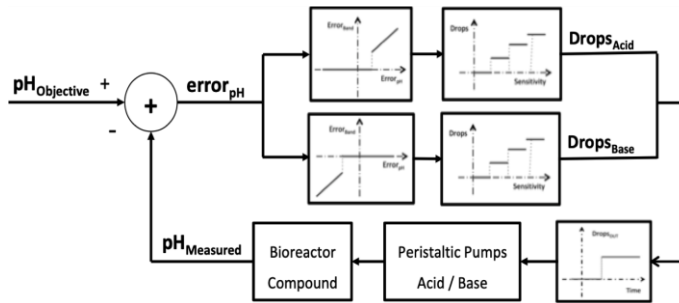 Error_Band
Error_pH
Drops
Sensitivity
Drops_Acid
pH_Objective
+
-
+
error_pH
Error_Band
Error_pH
Drops
Sensitivity
Drops_Base
pH_Measured
Bioreactor
Compound
Peristaltic Pumps
Acid / Base
Drops_OUT
Time